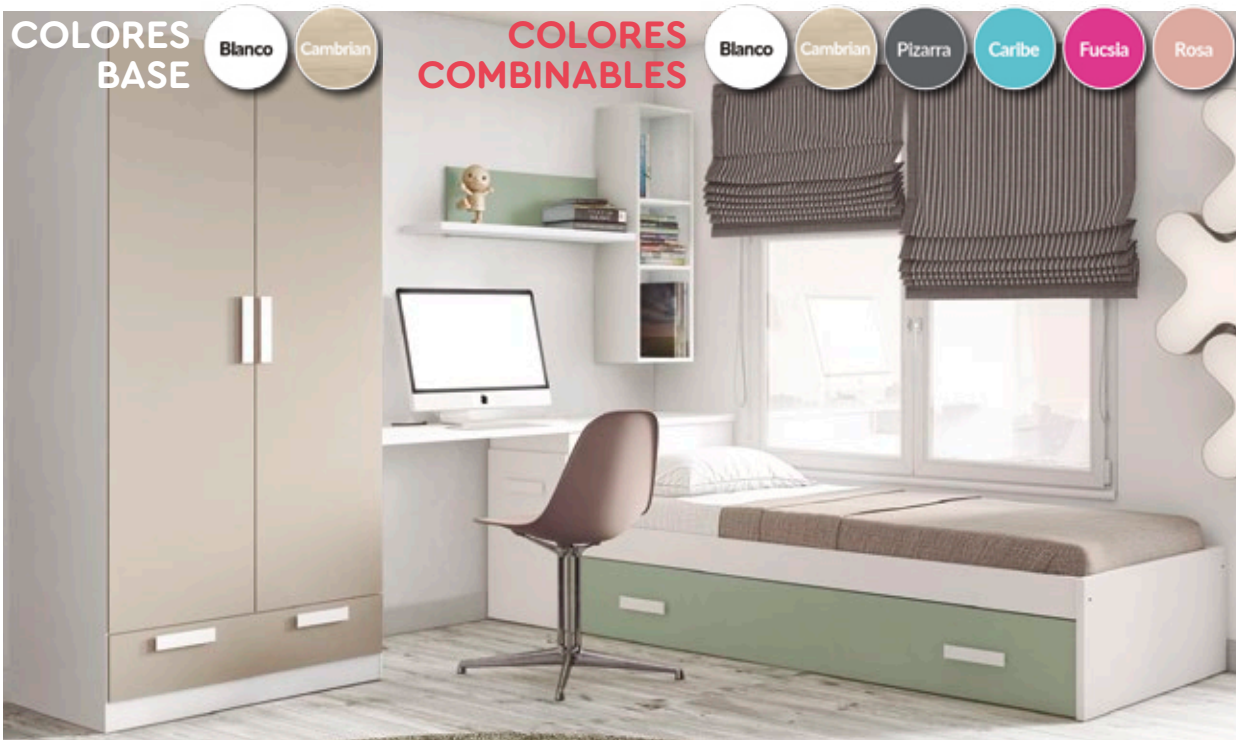 COLORES
BASE
Blanco
Cambrian
COLORES
COMBINABLES
Blanco
Cambrian
Pizarra
Caribe
Fucsia
Rosa